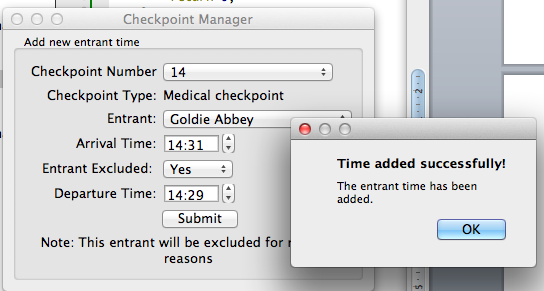 Checkpoint Manager
Add new entrant time
Checkpoint Number 14
Checkpoint Type: Medical checkpoint
Entrant: Goldie Abbey
Arrival Time: 14:31
Entrant Excluded: Yes
Departure Time: 14:29
Submit
Note: This entrant will be excluded for
reasons
Time added successfully!
The entrant time has been
added.
OK
2